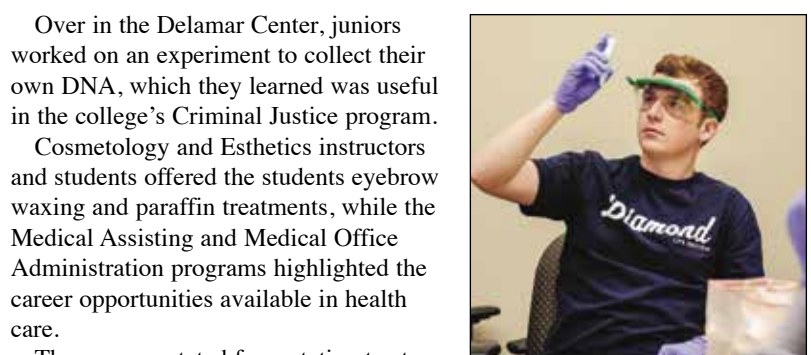 Over in the Delamar Center, juniors
worked on an experiment to collect their
own DNA, which they learned was useful
in the college’s Criminal Justice program.
Cosmetology and Esthetics instructors
and students offered the students eyebrow
waxing and paraffin treatments, while the
Medical Assisting and Medical Office
Administration programs highlighted the
career opportunities available in health
care.
Diamond